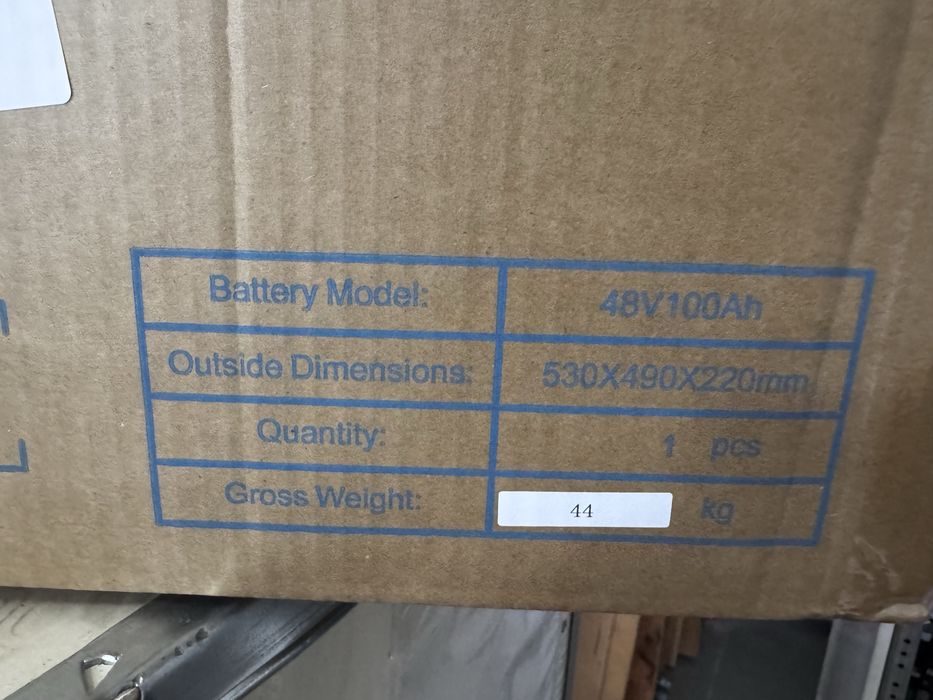 Battery Model: 48V100Ah
Outside Dimensions: 530X490X220mm
Quantity: 1 pcs
Gross Weight: 44 kg